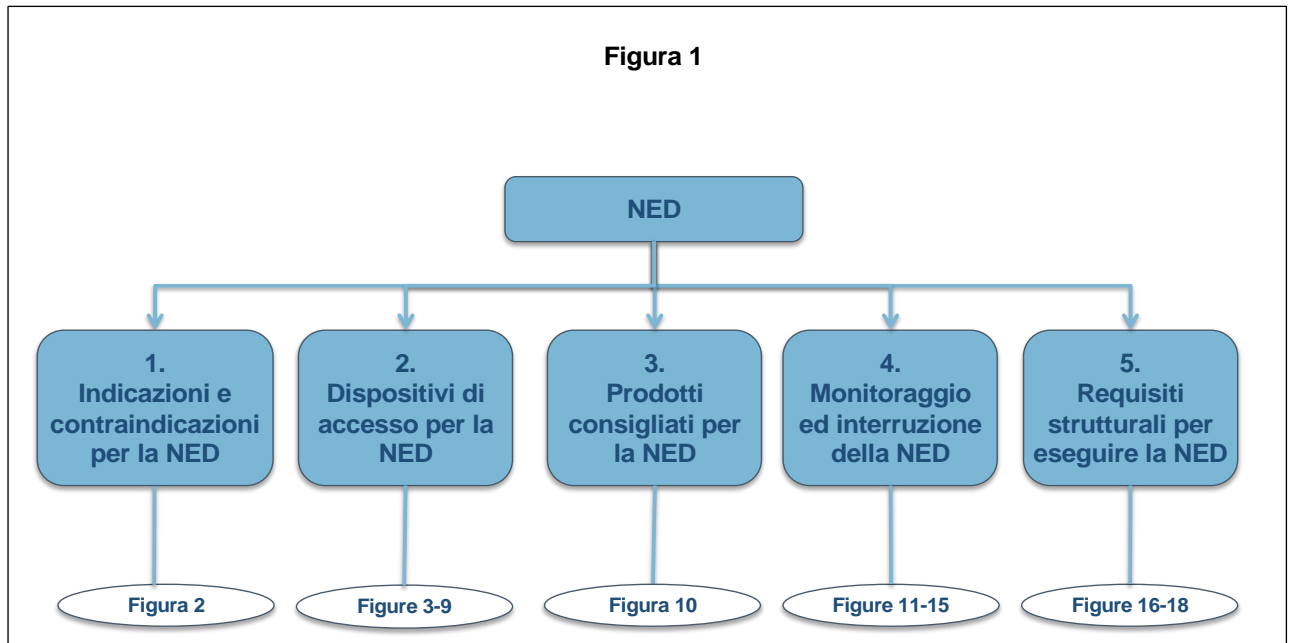 Figura 1
NED
1.
Indicazioni e
contraindicazioni
per la NED
2.
Dispositivi di
accesso per la
NED
3.
Prodotti
consigliati per
la NED
4.
Monitoraggio
ed interruzione
della NED
5.
Requisiti
strutturali per
eseguire la NED
Figura 2
Figure 3-9
Figura 10
Figure 11-15
Figure 16-18